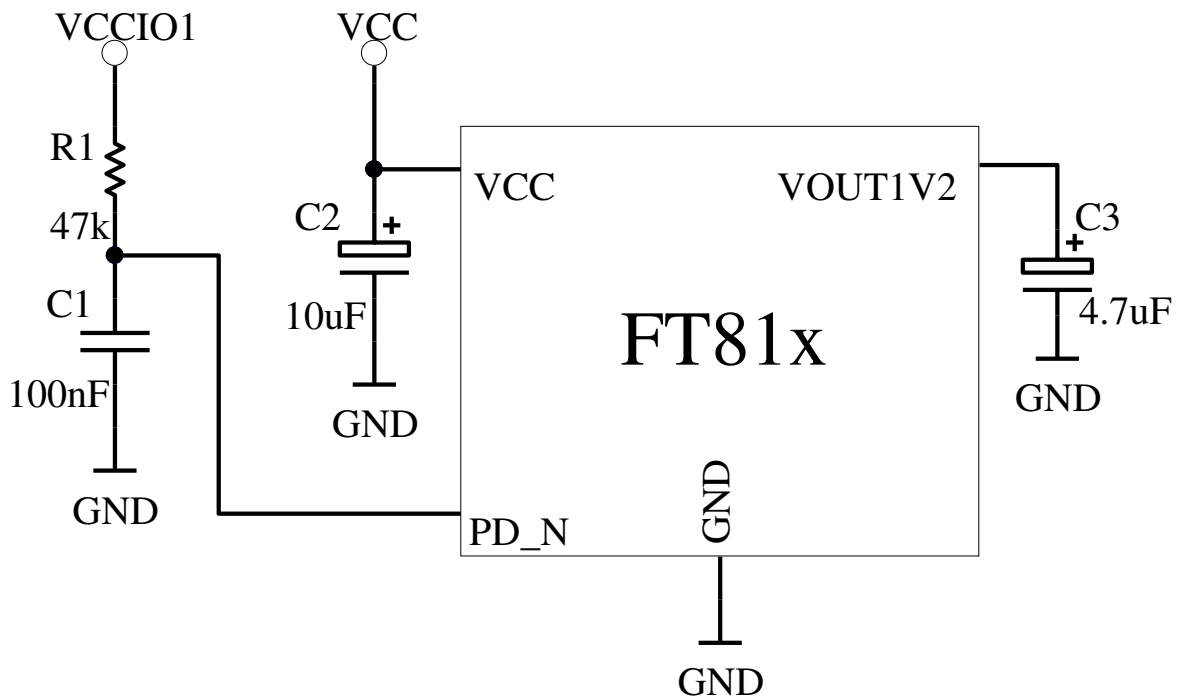 VCCIO1
VCC
R1
47k
C1
100nF
GND
C2
+
10uF
GND
VCC
VOUT1V2
FT81x
PD_N
GND
GND
C3
+
4.7uF
GND